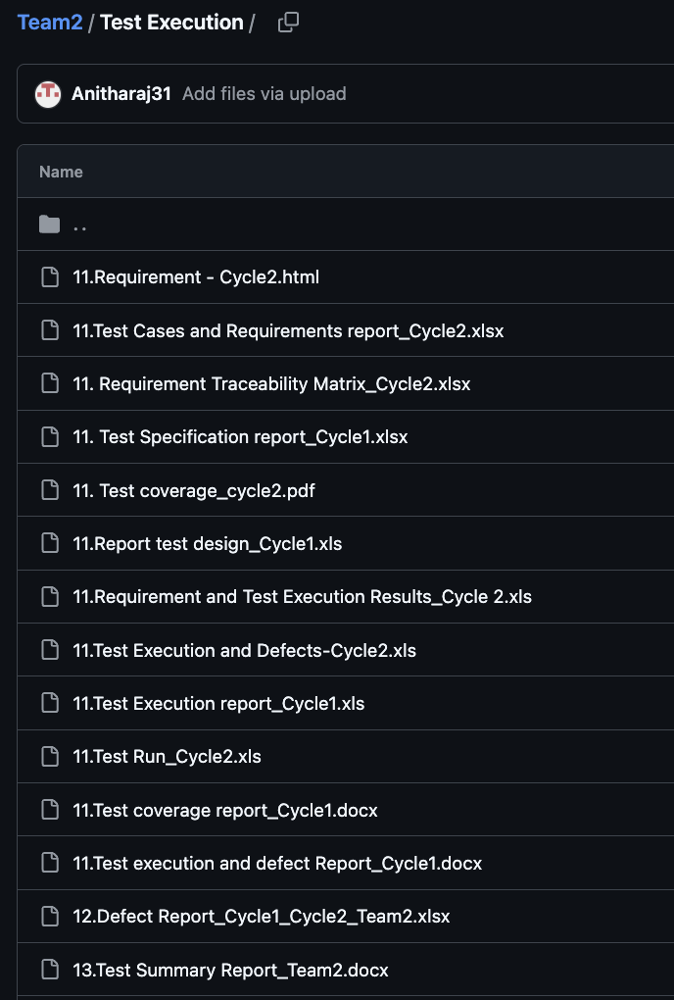 Team2 / Test Execution /
Anitharaj31 Add files via upload
Name
..
11.Requirement - Cycle2.html
11.Test Cases and Requirements report_Cycle2.xlsx
11. Requirement Traceability Matrix_Cycle2.xlsx
11. Test Specification report_Cycle1.xlsx
11. Test coverage_cycle2.pdf
11.Report test design_Cycle1.xls
11.Requirement and Test Execution Results_Cycle 2.xls
11.Test Execution and Defects-Cycle2.xls
11.Test Execution report_Cycle1.xls
11.Test Run_Cycle2.xls
11.Test coverage report_Cycle1.docx
11.Test execution and defect Report_Cycle1.docx
12.Defect Report_Cycle1_Cycle2_Team2.xlsx
13.Test Summary Report_Team2.docx